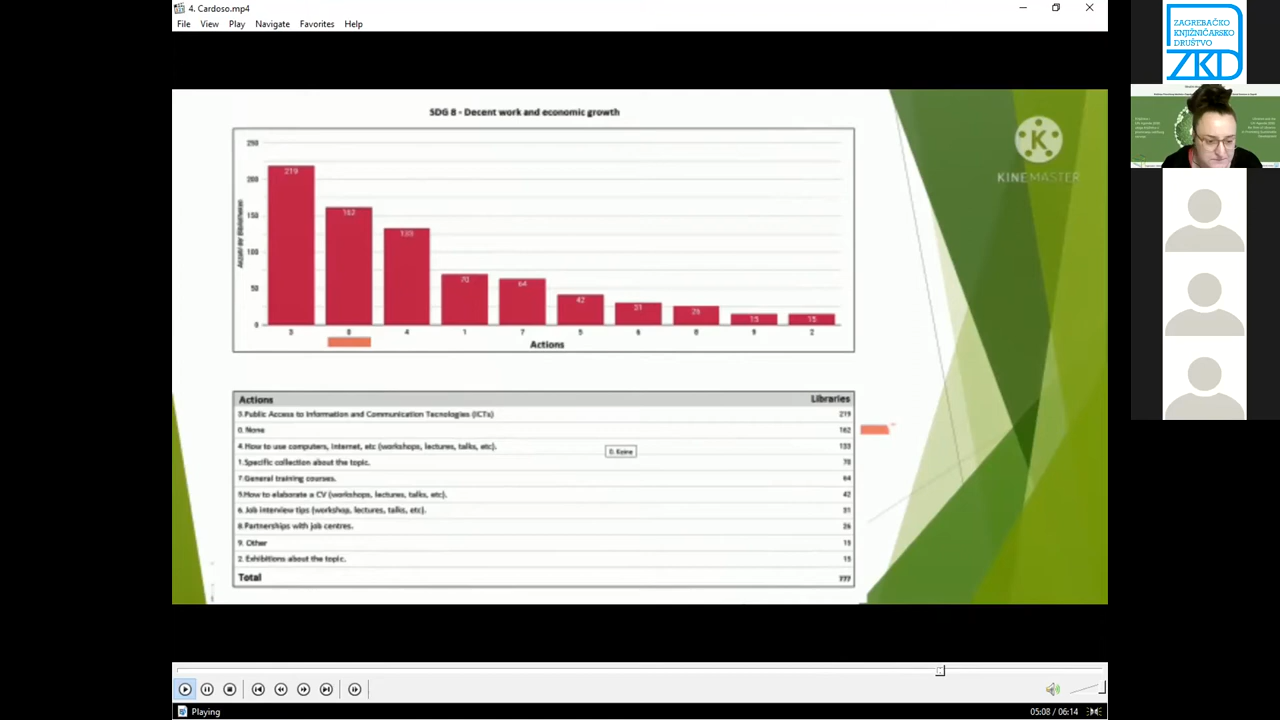 4. Cardoso.mp4
File View Play Navigate Favorites Help
SDG 8 - Decent work and economic growth
250
200
150
100
50
0
219
162
133
70
64
42
31
26
15
15
3 0 4 1 7 5 6 8 9 2
Actions
Actions Libraries
3.Public Access to Information and Communication Tecnologies (ICTs) 219
0. None 162
4.How to use computers, internet, etc (workshops, lectures, talks, etc). 133
1.Specific collection about the topic. 70
7.General training courses. 64
5.How to elaborate a CV (workshops, lectures, talks, etc). 42
6. Job interview tips (workshop, lectures, talks, etc). 31
8.Partnerships with job centres. 26
9. Other 15
2. Exhibitions about the topic. 15
Total 777
0. Keine
K
KINEMASTER
ZAGREBAČKO
KNJIŽNIČARSKO
DRUŠTVO
ZKD
Playing
05:08 / 06:14